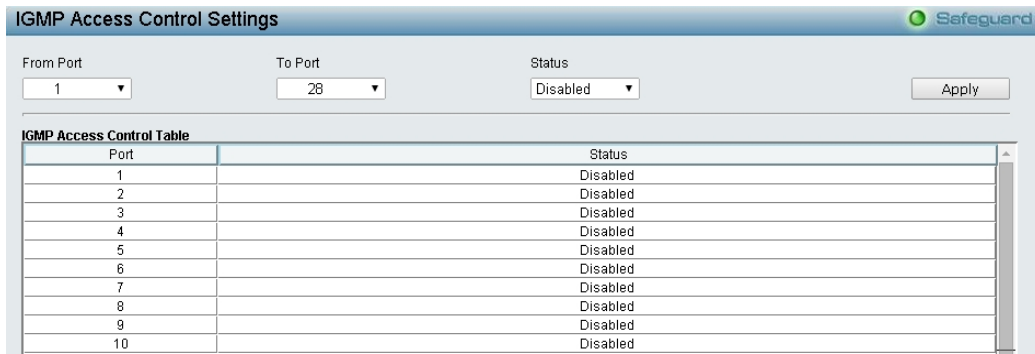 IGMP Access Control Settings
Safeguard
From Port To Port Status
1 28 Disabled Apply
IGMP Access Control Table
Port Status
1 Disabled
2 Disabled
3 Disabled
4 Disabled
5 Disabled
6 Disabled
7 Disabled
8 Disabled
9 Disabled
10 Disabled